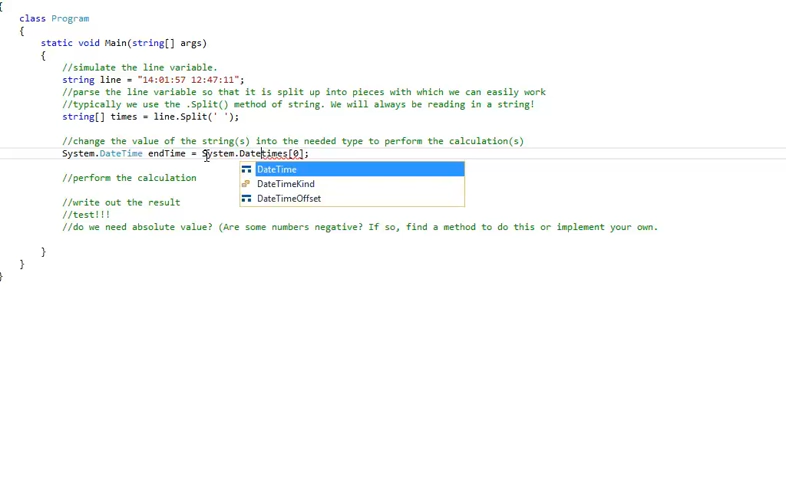 {
class Program
{
static void Main(string[] args)
{
//simulate the line variable.
string line = "14:01:57 12:47:11";
//parse the line variable so that it is split up into pieces with which we can easily work
//typically we use the .Split() method of string. We will always be reading in a string!
string[] times = line.Split(' ');
//change the value of the string(s) into the needed type to perform the calculation(s)
System.DateTime endTime = System.Datetimes[0];
DateTime
//perform the calculation
DateTimeKind
DateTimeOffset
//write out the result
//test!!!
//do we need absolute value? (Are some numbers negative? If so, find a method to do this or implement your own.
}
}
}